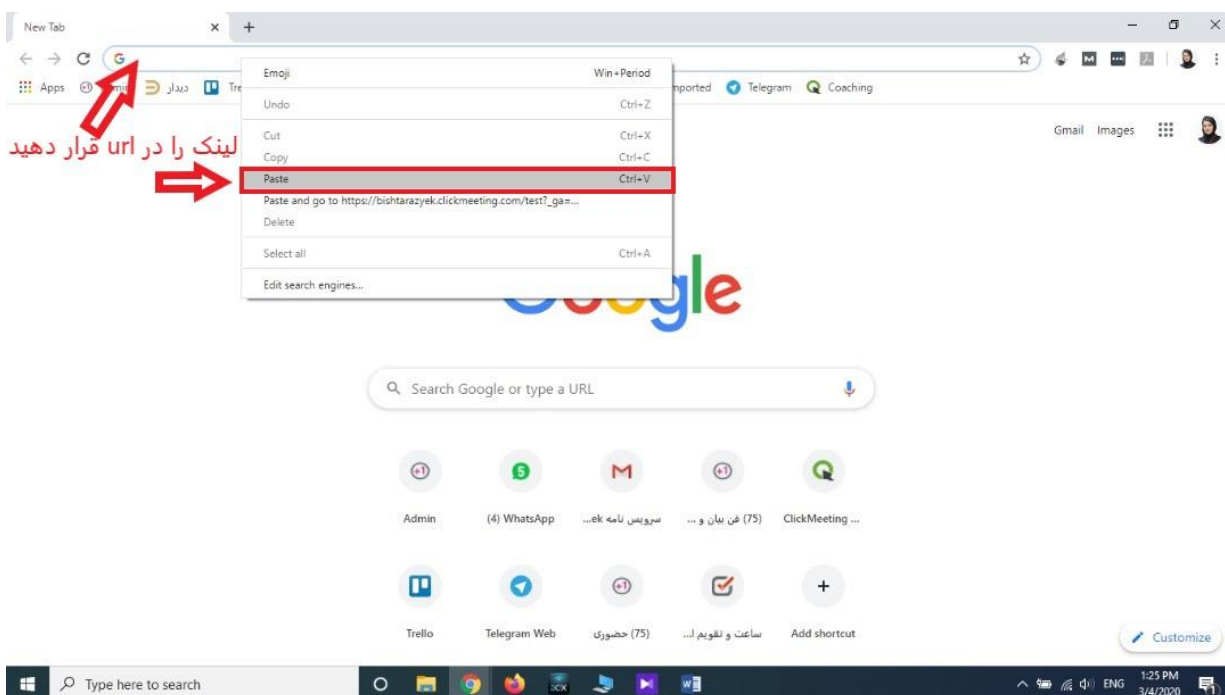 New Tab
Apps
دیدار
Tre
mported
Telegram
Coaching
Emoji Win+Period
Undo Ctrl+Z
Cut Ctrl+X
Copy Ctrl+C
Paste Ctrl+V
Paste and go to https://bishtarazyek.clickmeeting.com/test?_ga=...
Delete
Select all Ctrl+A
Edit search engines...
لینک را در url قرار دهید
Gmail Images
Google
Search Google or type a URL
Admin
(4) WhatsApp
سرویس نامه ek...
(75) فن بیان و ...
ClickMeeting ...
Trello
Telegram Web
(75) حضوری
ساعت و تقویم ا...
Add shortcut
Customize
Type here to search
ENG
1:25 PM
3/4/2020